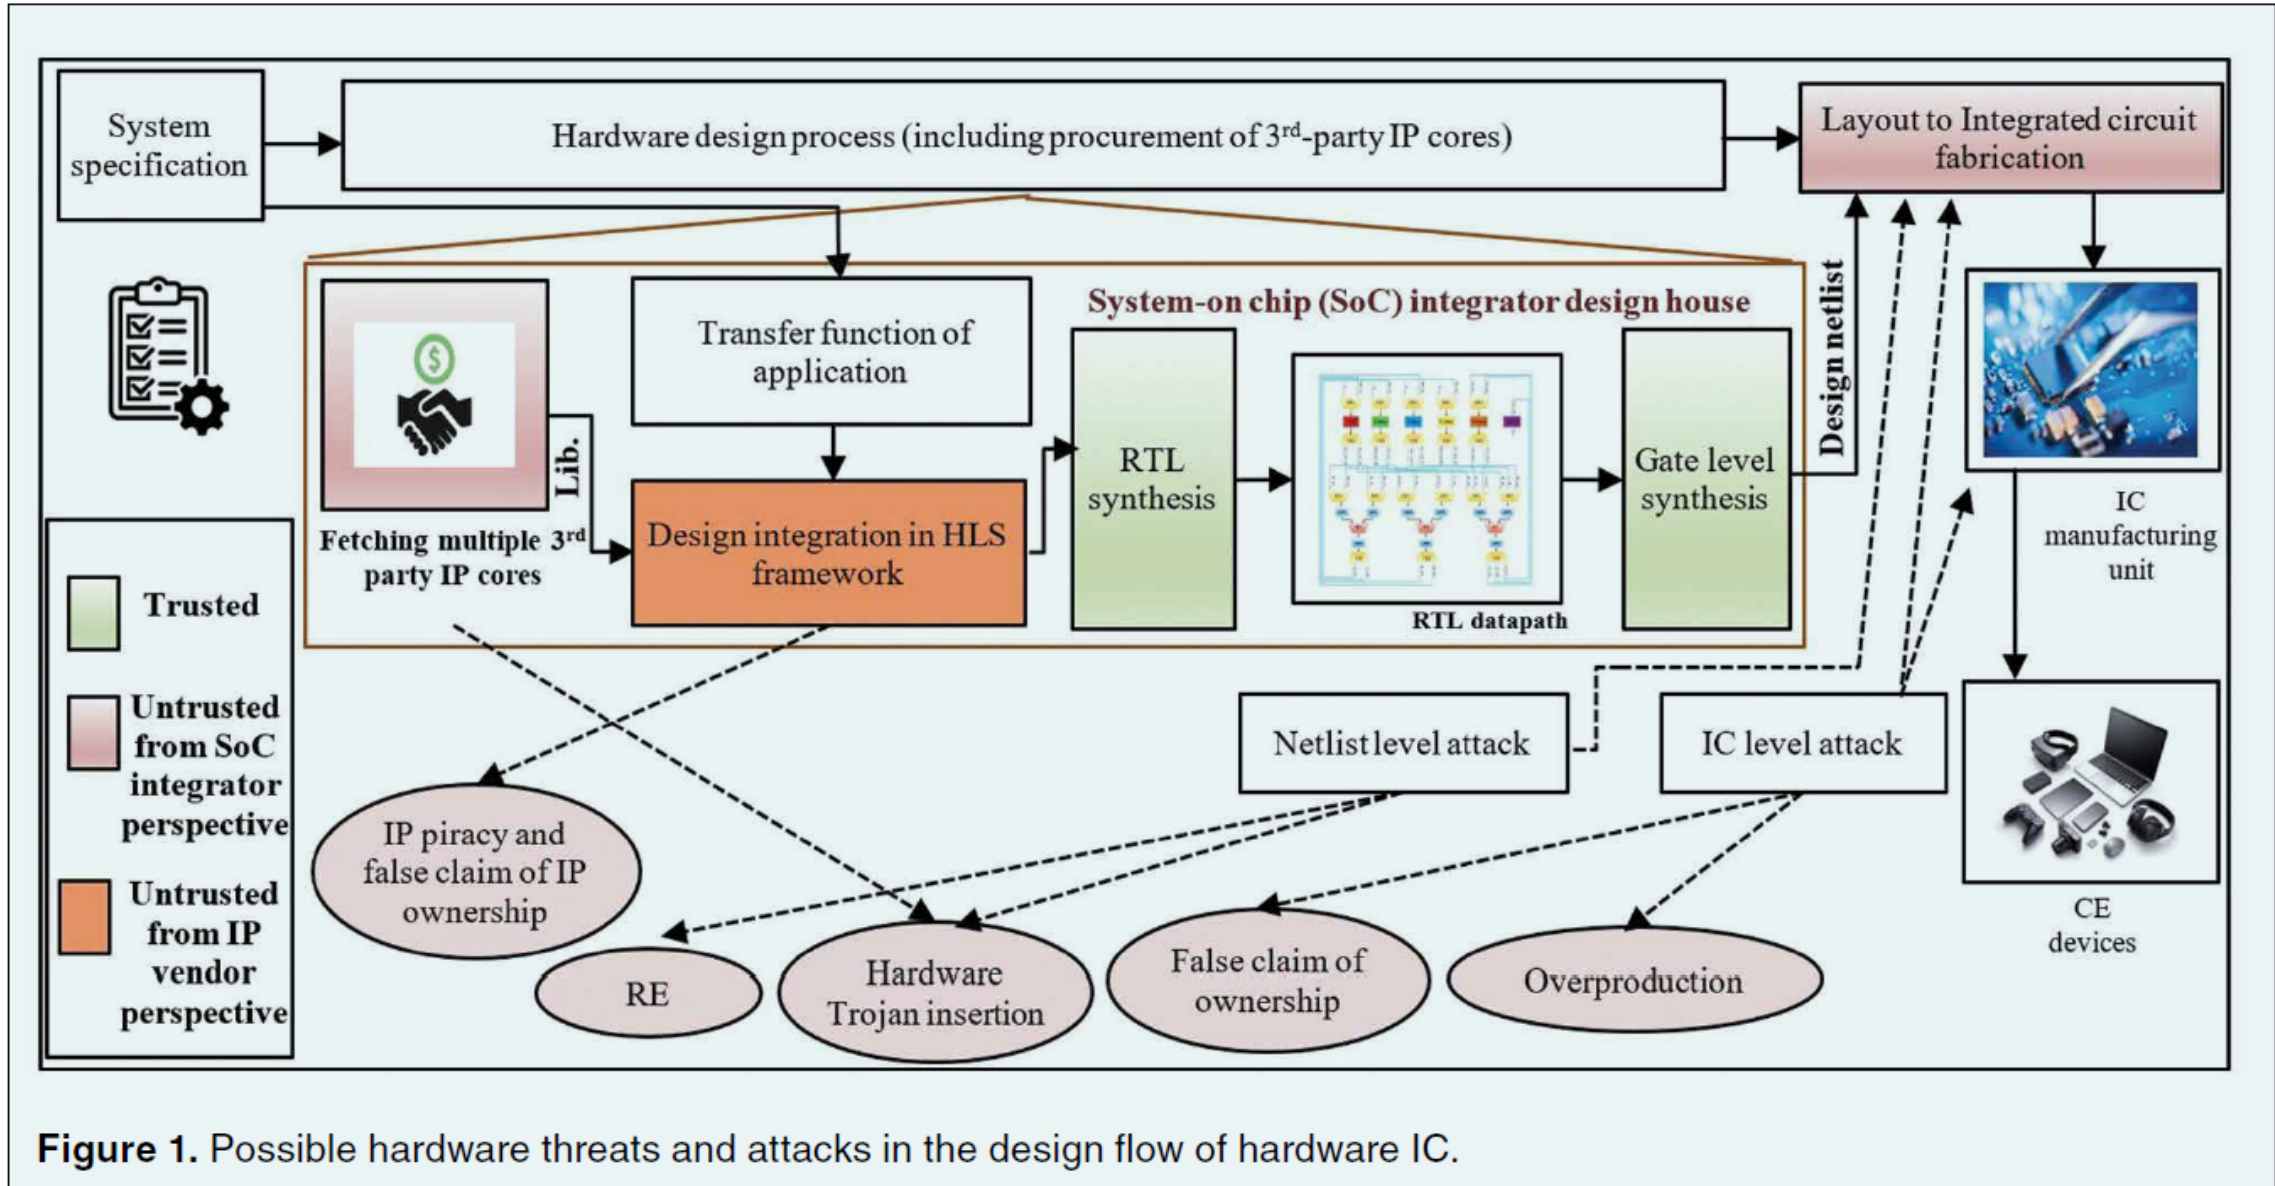 System
specification
Hardware design process (including procurement of 3rd-party IP cores)
Layout to Integrated circuit
fabrication
System-on chip (SoC) integrator design house
Transfer function of
application
Lib.
Fetching multiple 3rd
party IP cores
Design integration in HLS
framework
RTL
synthesis
RTL datapath
Gate level
synthesis
Design netlist
IC
manufacturing
unit
CE
devices
Trusted
Untrusted
from SoC
integrator
perspective
Untrusted
from IP
vendor
perspective
Netlist level attack
IC level attack
IP piracy and
false claim of IP
ownership
RE
Hardware
Trojan insertion
False claim of
ownership
Overproduction
Figure 1. Possible hardware threats and attacks in the design flow of hardware IC.